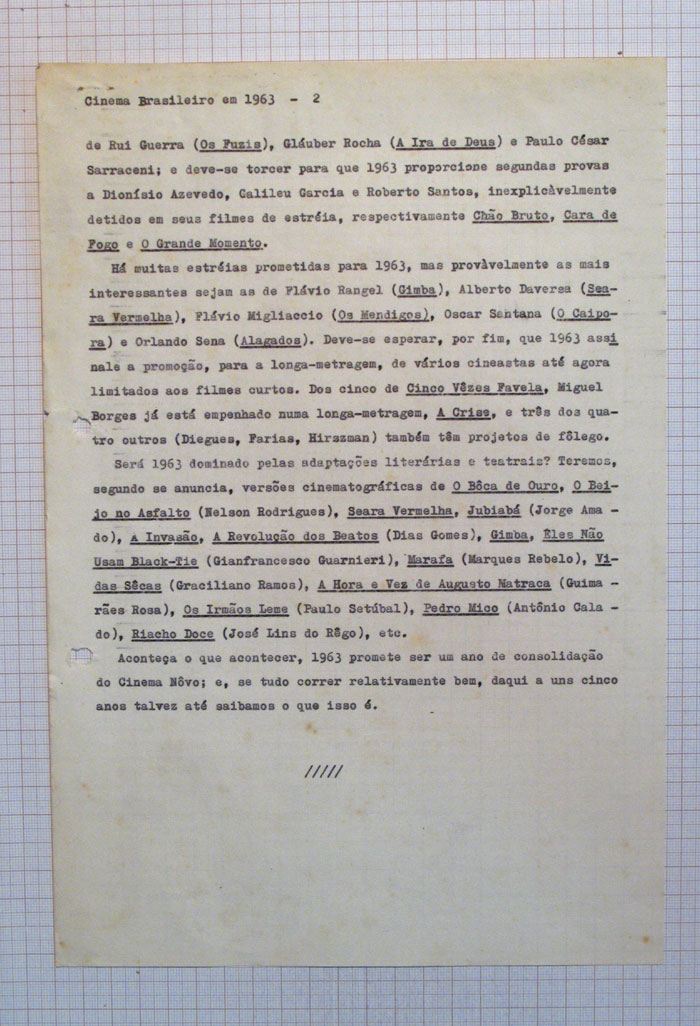 Cinema Brasileiro em 1963 - 2
de Rui Guerra (Os Fuzis), Gláuber Rocha (A Ira de Deus) e Paulo César
Sarraceni; e deve-se torcer para que 1963 proporcione segundas provas
a Dionísio Azevedo, Galileu Garcia e Roberto Santos, inexplicàvelmente
detidos em seus filmes de estréia, respectivamente Chão Bruto, Cara de
Fogo e O Grande Momento.
Há muitas estréias prometidas para 1963, mas provàvelmente as mais
interessantes sejam as de Flávio Rangel (Gimba), Alberto Daversa (Sea-
ra Vermelha), Flávio Migliaccio (Os Mendigos), Oscar Santana (O Caipo-
ra) e Orlando Sena (Alagados). Deve-se esperar, por fim, que 1963 assi
nale a promoção, para a longa-metragem, de vários cineastas até agora
limitados aos filmes curtos. Dos cinco de Cinco Vêzes Favela, Miguel
Borges já está empenhado numa longa-metragem, A Crise, e três dos qua-
tro outros (Diegues, Farias, Hirszman) também têm projetos de fôlego.
Será 1963 dominado pelas adaptações literárias e teatrais? Teremos,
segundo se anuncia, versões cinematográficas de O Bôca de Ouro, O Bei-
jo no Asfalto (Nelson Rodrigues), Seara Vermelha, Jubiabá (Jorge Ama -
do), A Invasão, A Revolução dos Beatos (Dias Gomes), Gimba, Êles Não
Usam Black-Tie (Gianfrancesco Guarnieri), Marafa (Marques Rebelo), Vi-
das Sêcas (Graciliano Ramos), A Hora e Vez de Augusto Matraca (Guima -
rães Rosa), Os Irmãos Leme (Paulo Setúbal), Pedro Mico (Antônio Cala -
do), Riacho Doce (José Lins do Rêgo), etc.
Aconteça o que acontecer, 1963 promete ser um ano de consolidação
do Cinema Nôvo; e, se tudo correr relativamente bem, daqui a uns cinco
anos talvez até saibamos o que isso é.
/////